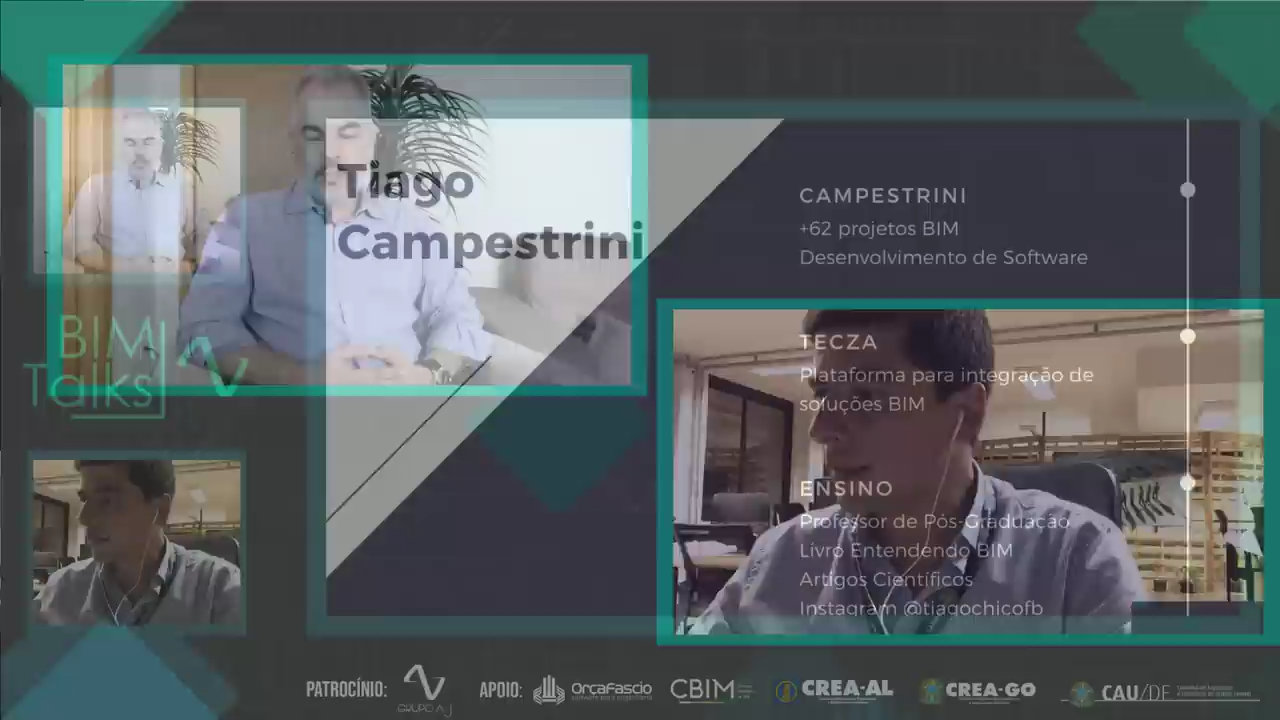 Tiago
Campestrini
CAMPESTRINI
+62 projetos BIM
Desenvolvimento de Software
TECZA
Plataforma para integração de
soluções BIM
ENSINO
Professor de Pós-Graduação
Livro Entendendo BIM
Artigos Científicos
Instagram @tiagochicofb
BIM
Talks
PATROCÍNIO:
GRUPO AJ
APOIO:
ORÇAFASCIO
CBIM
CREA-AL
CREA-GO
CAU/DF